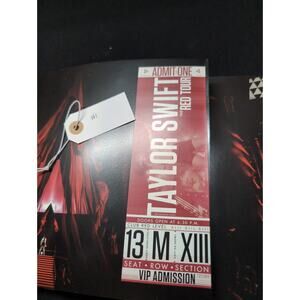 ADMIT ONE
TAYLOR SWIFT
RED TOUR
DOORS OPEN AT 6:30 P.M.
CLUB RED LEVEL
13 M XIII
SEAT · ROW · SECTION
VIP ADMISSION